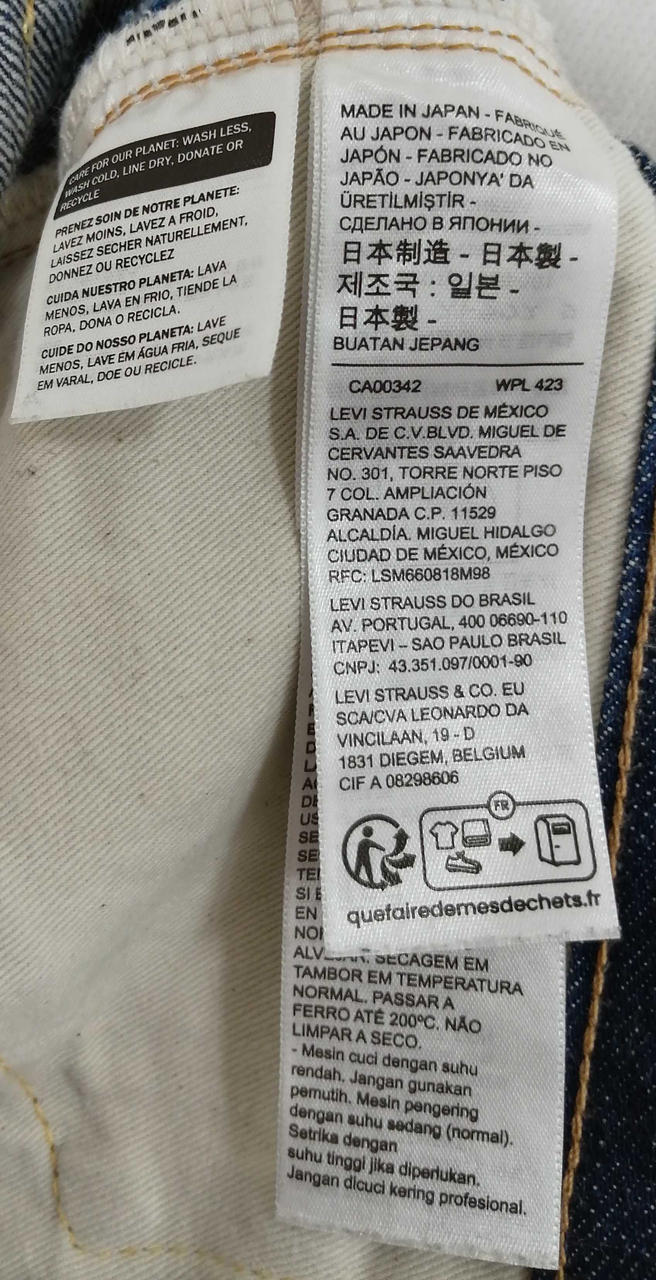 CARE FOR OUR PLANET: WASH LESS,
WASH COLD, LINE DRY, DONATE OR
RECYCLE
PRENEZ SOIN DE NOTRE PLANETE:
LAVEZ MOINS, LAVEZ A FROID,
LAISSEZ SECHER NATURELLEMENT,
DONNEZ OU RECYCLEZ
CUIDA NUESTRO PLANETA: LAVA
MENOS, LAVA EN FRIO, TIENDE LA
ROPA, DONA O RECICLA.
CUIDE DO NOSSO PLANETA: LAVE
MENOS, LAVE EM ÁGUA FRIA, SEQUE
EM VARAL, DOE OU RECICLE.
MADE IN JAPAN - FABRIQUÉ
AU JAPON - FABRICADO EN
JAPÓN - FABRICADO NO
JAPÃO - JAPONYA' DA
ÜRETİLMİŞTİR -
СДЕЛАНО В ЯПОНИИ -
日本制造 - 日本製 -
제조국 : 일본 -
日本製 -
BUATAN JEPANG
CA00342 WPL 423
LEVI STRAUSS DE MÉXICO
S.A. DE C.V.BLVD. MIGUEL DE
CERVANTES SAAVEDRA
NO. 301, TORRE NORTE PISO
7 COL. AMPLIACIÓN
GRANADA C.P. 11529
ALCALDÍA. MIGUEL HIDALGO
CIUDAD DE MÉXICO, MÉXICO
RFC: LSM660818M98
LEVI STRAUSS DO BRASIL
AV. PORTUGAL, 400 06690-110
ITAPEVI – SAO PAULO BRASIL
CNPJ: 43.351.097/0001-90
LEVI STRAUSS & CO. EU
SCA/CVA LEONARDO DA
VINCILAAN, 19 - D
1831 DIEGEM, BELGIUM
CIF A 08298606
FR
quefairedemesdechets.fr
SECAGEM EM
TAMBOR EM TEMPERATURA
NORMAL. PASSAR A
FERRO ATÉ 200ºC. NÃO
LIMPAR A SECO.
- Mesin cuci dengan suhu
rendah. Jangan gunakan
pemutih. Mesin pengering
dengan suhu sedang (normal).
Setrika dengan
suhu tinggi jika diperlukan.
Jangan dicuci kering profesional.